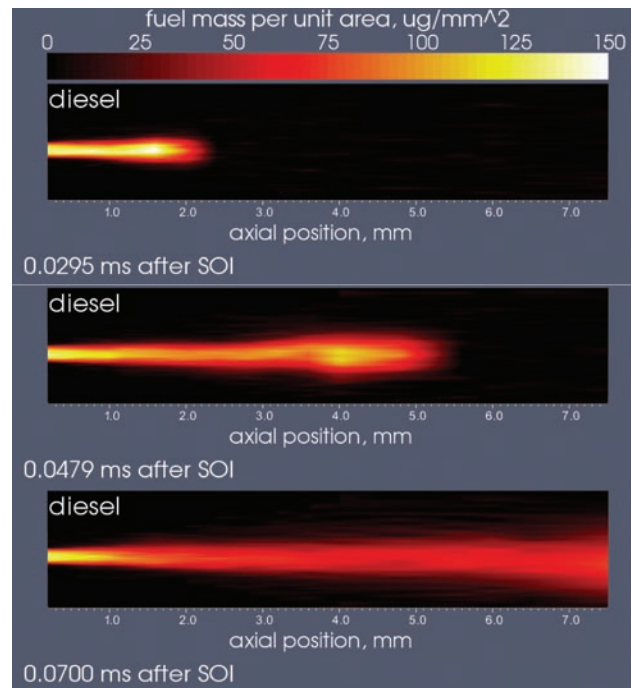 fuel mass per unit area, ug/mm^2
0 25 50 75 100 125 150
diesel
1.0 2.0 3.0 4.0 5.0 6.0 7.0
axial position, mm
0.0295 ms after SOI
diesel
1.0 2.0 3.0 4.0 5.0 6.0 7.0
axial position, mm
0.0479 ms after SOI
diesel
1.0 2.0 3.0 4.0 5.0 6.0 7.0
axial position, mm
0.0700 ms after SOI